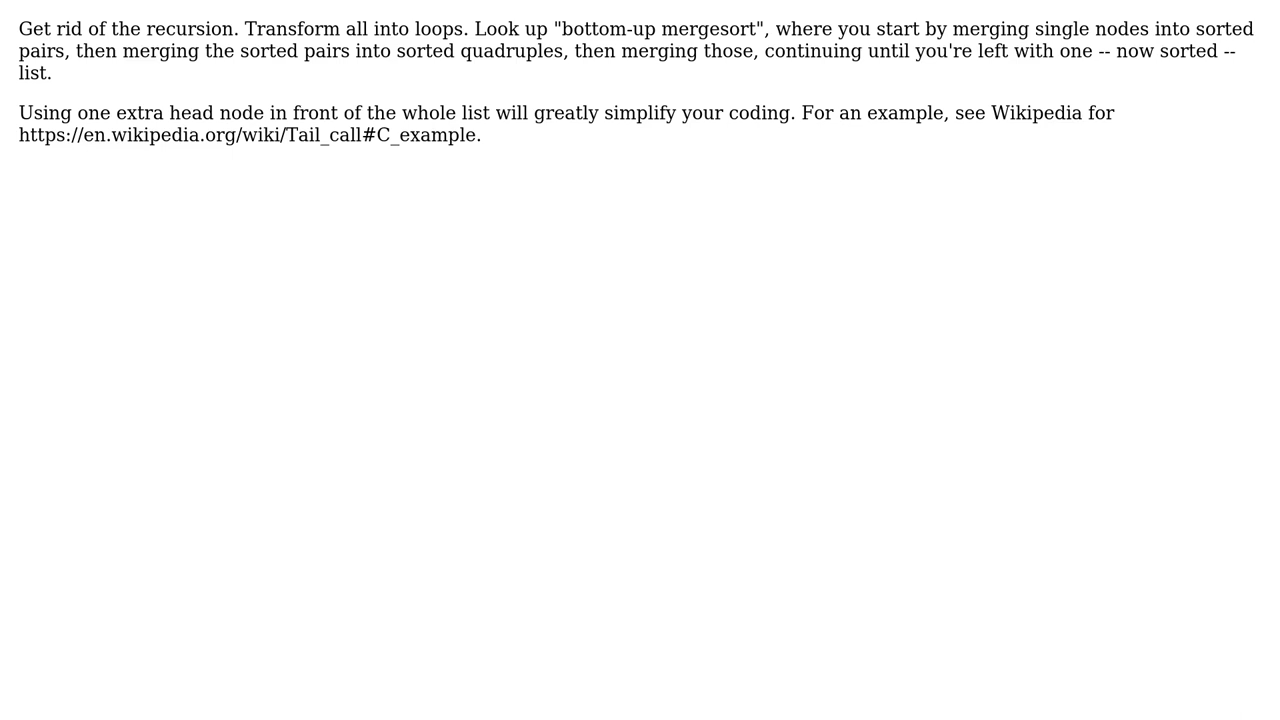 Get rid of the recursion. Transform all into loops. Look up "bottom-up mergesort", where you start by merging single nodes into sorted
pairs, then merging the sorted pairs into sorted quadruples, then merging those, continuing until you're left with one -- now sorted --
list.
Using one extra head node in front of the whole list will greatly simplify your coding. For an example, see Wikipedia for
https://en.wikipedia.org/wiki/Tail_call#C_example.